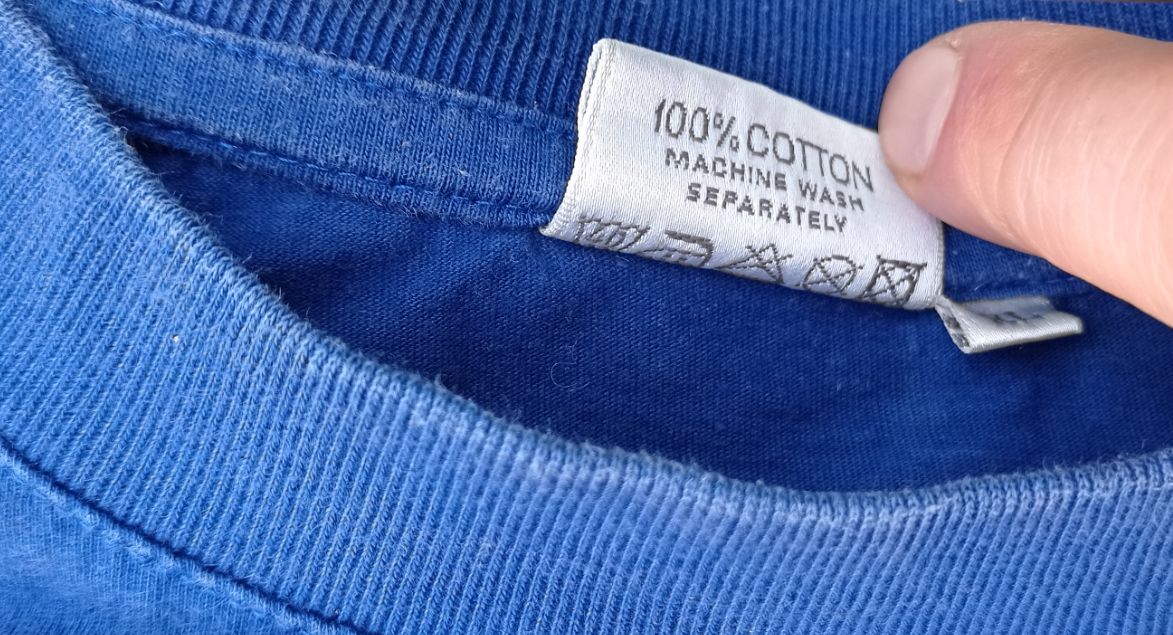 100% COTTON
MACHINE WASH
SEPARATELY